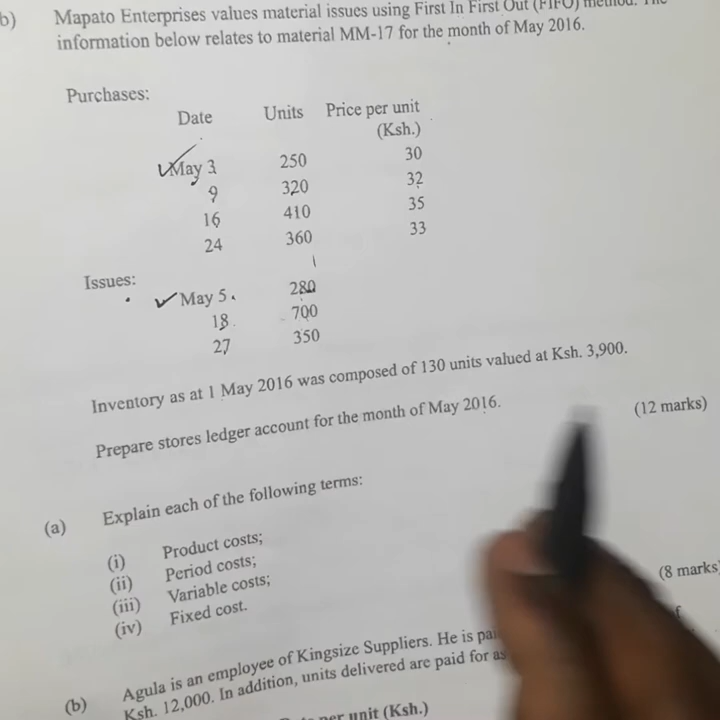 b) Mapato Enterprises values material issues using First In First Out (FIFO) method. The
information below relates to material MM-17 for the month of May 2016.
Purchases:
Date Units Price per unit
(Ksh.)
May 3 250 30
9 320 32
16 410 35
24 360 33
Issues:
May 5 280
18 700
27 350
Inventory as at 1 May 2016 was composed of 130 units valued at Ksh. 3,900.
Prepare stores ledger account for the month of May 2016. (12 marks)
(a) Explain each of the following terms:
(i) Product costs;
(ii) Period costs;
(iii) Variable costs;
(iv) Fixed cost. (8 marks)
(b) Agula is an employee of Kingsize Suppliers. He is
Ksh. 12,000. In addition, units delivered are paid for as
per unit (Ksh.)